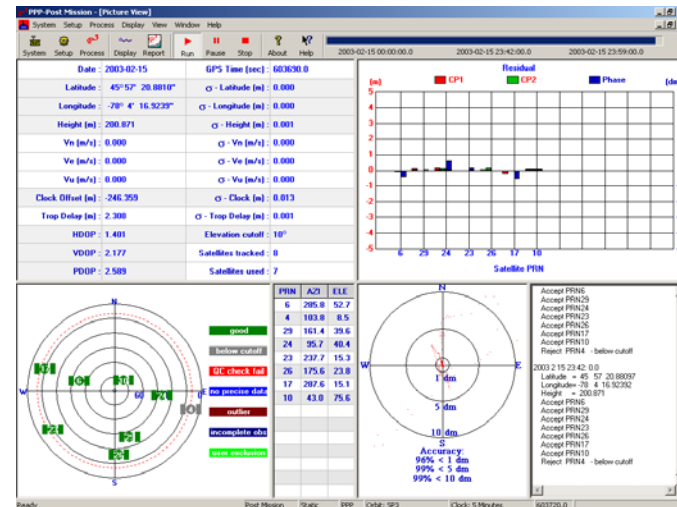 PPP-Post Mission - [Picture View]
System Setup Process Display View Window Help
System Setup Process Display Report Run Pause Stop About Help
2003-02-15 00:00:00.0 2003-02-15 23:42:00.0 2003-02-15 23:59:00.0
Date : 2003-02-15 GPS Time (sec) : 603690.0
Latitude : 45° 57' 20.8810" σ - Latitude (m) : 0.000
Longitude : -78° 4' 16.9239" σ - Longitude (m) : 0.000
Height (m) : 200.871 σ - Height (m) : 0.001
Vn (m/s) : 0.000 σ - Vn (m/s) : 0.000
Ve (m/s) : 0.000 σ - Ve (m/s) : 0.000
Vu (m/s) : 0.000 σ - Vu (m/s) : 0.000
Clock Offset (m) : -246.359 σ - Clock (m) : 0.013
Trop Delay (m) : 2.300 σ - Trop Delay (m) : 0.001
HDOP : 1.401 Elevation cutoff : 10°
VDOP : 2.177 Satellites tracked : 8
PDOP : 2.589 Satellites used : 7
Residual
(m) CP1 CP2 Phase (dm
5
4
3
2
1
0
-1
-2
-3
-4
-5
6 29 24 23 26 17 10
Satellite PRN
N
W
E
S
60
0
good
below cutoff
QC check fail
no precise data
outlier
incomplete obs
user exclusion
PRN AZI ELE
6 285.8 52.7
4 103.8 8.5
29 161.4 39.6
24 95.7 40.4
23 237.7 15.3
26 175.6 23.8
17 287.6 15.1
10 43.0 75.6
N
W
E
1 dm
5 dm
10 dm
S
Accuracy:
96% < 1 dm
99% < 5 dm
99% < 10 dm
Accept PRN6
Accept PRN29
Accept PRN24
Accept PRN23
Accept PRN26
Accept PRN17
Accept PRN10
Reject PRN4 - below cutoff
2003 2 15 23:42: 0.0
Latitude = 45 57 20.88097
Longitude= -78 4 16.92392
Height = 200.871
Accept PRN6
Accept PRN29
Accept PRN24
Accept PRN23
Accept PRN26
Accept PRN17
Accept PRN10
Reject PRN4 - below cutoff
Ready Post Mission Static PPP Orbit: SP3 Clock: 5 Minutes 603720.0